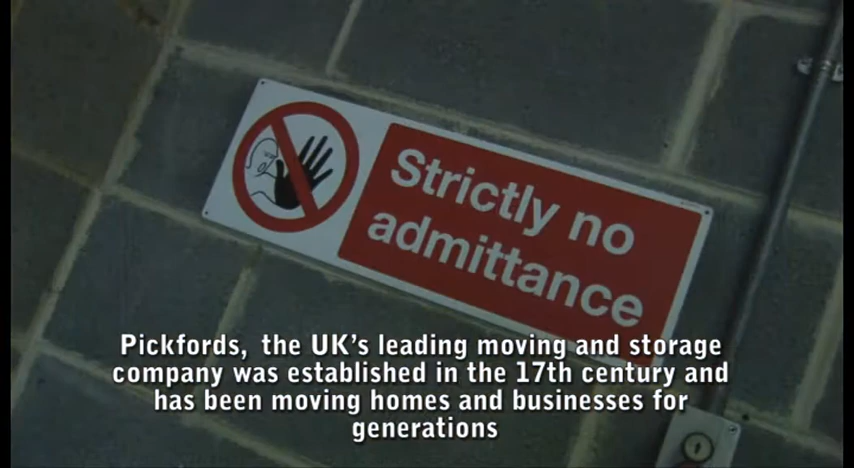 Strictly no
admittance
Pickfords, the UK's leading moving and storage
company was established in the 17th century and
has been moving homes and businesses for
generations